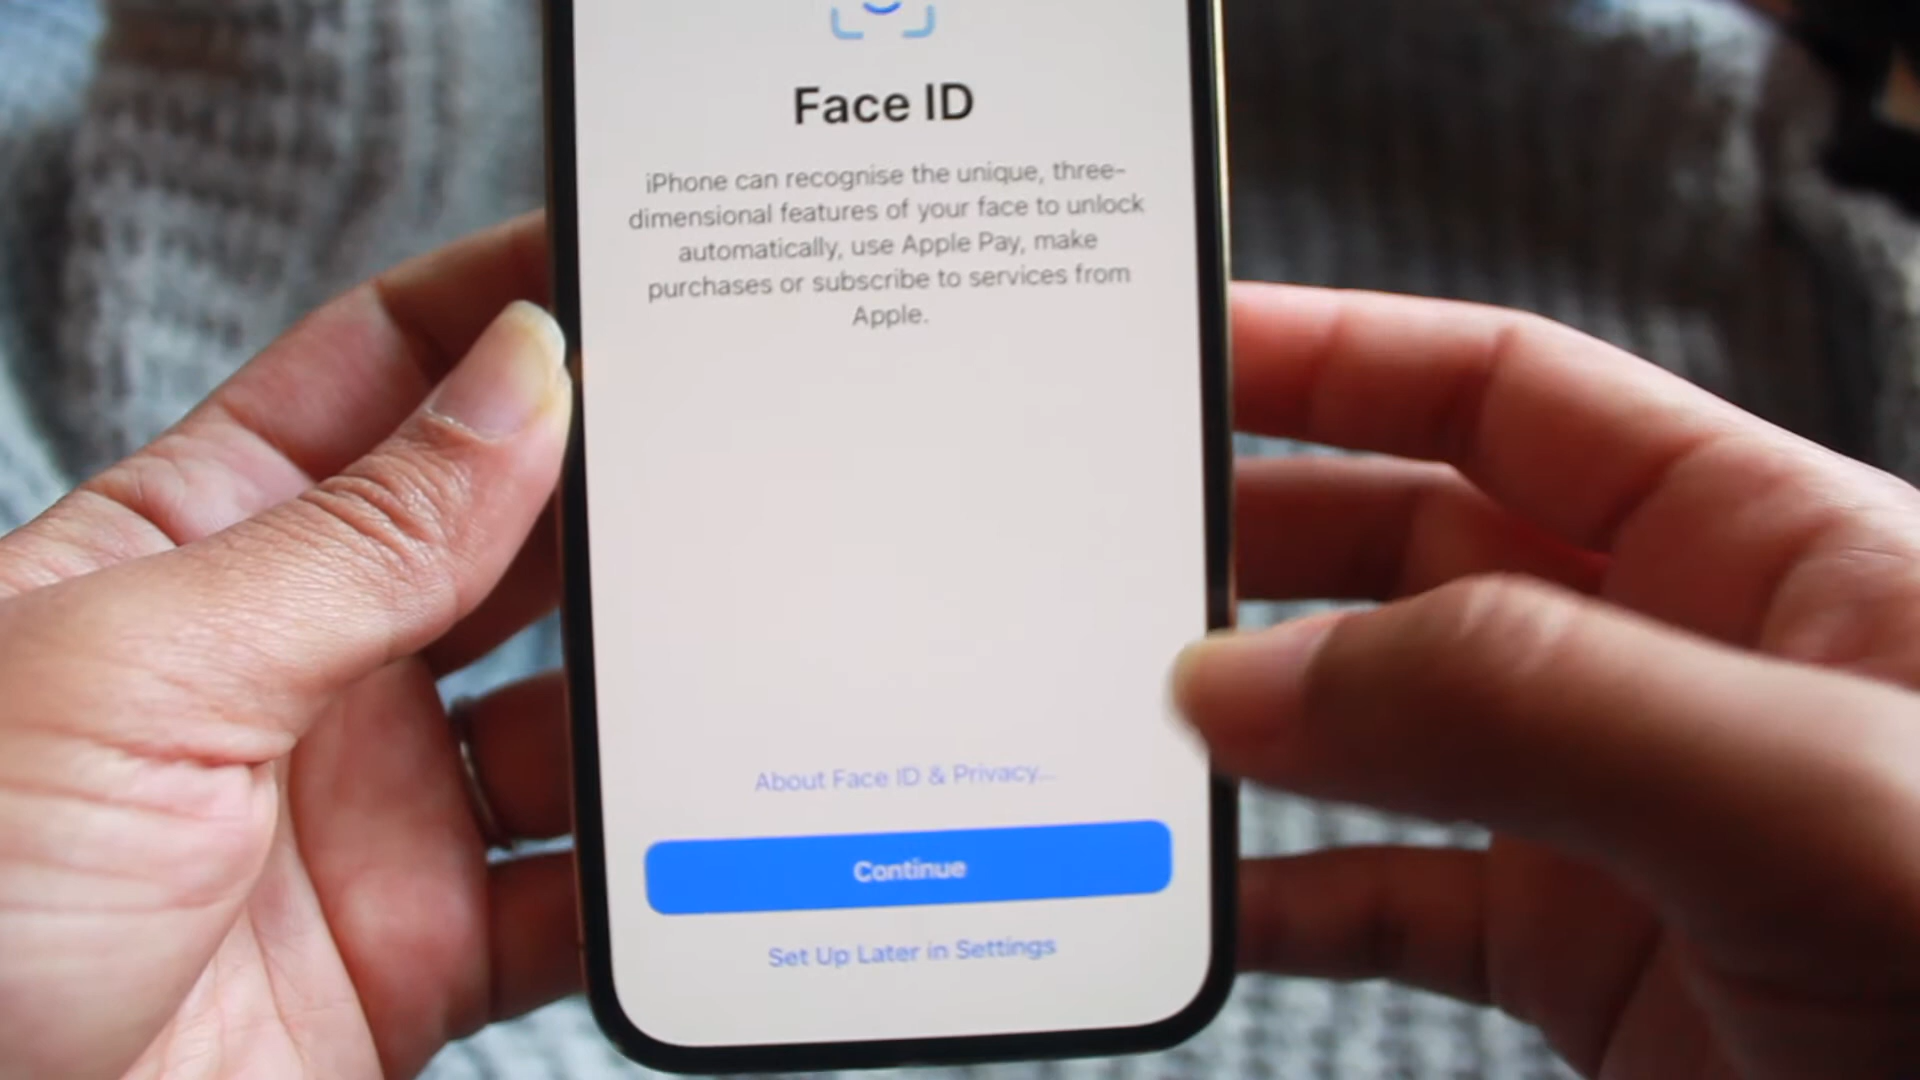 Face ID
iPhone can recognise the unique, three-
dimensional features of your face to unlock
automatically, use Apple Pay, make
purchases or subscribe to services from
Apple.
About Face ID & Privacy...
Continue
Set Up Later in Settings